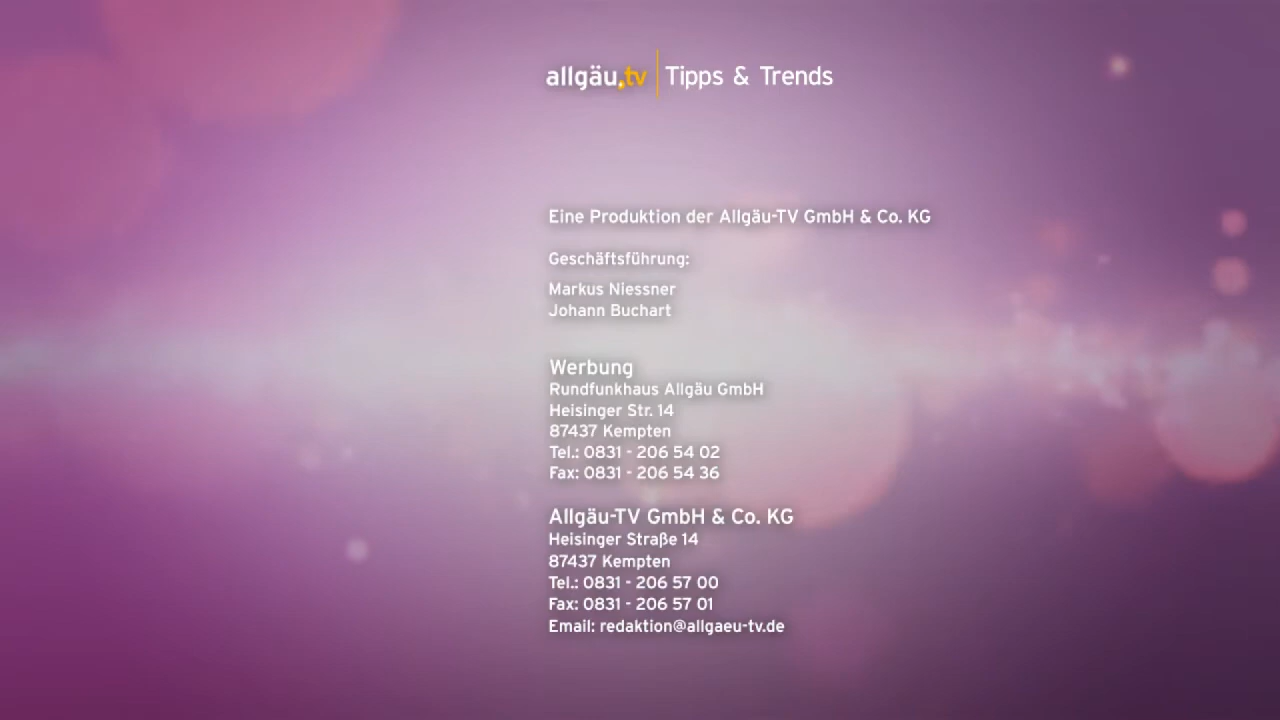 allgäu.tv | Tipps & Trends
Eine Produktion der Allgäu-TV GmbH & Co. KG
Geschäftsführung:
Markus Niessner
Johann Buchart
Werbung
Rundfunkhaus Allgäu GmbH
Heisinger Str. 14
87437 Kempten
Tel.: 0831 - 206 54 02
Fax: 0831 - 206 54 36
Allgäu-TV GmbH & Co. KG
Heisinger Straße 14
87437 Kempten
Tel.: 0831 - 206 57 00
Fax: 0831 - 206 57 01
Email: redaktion@allgaeu-tv.de